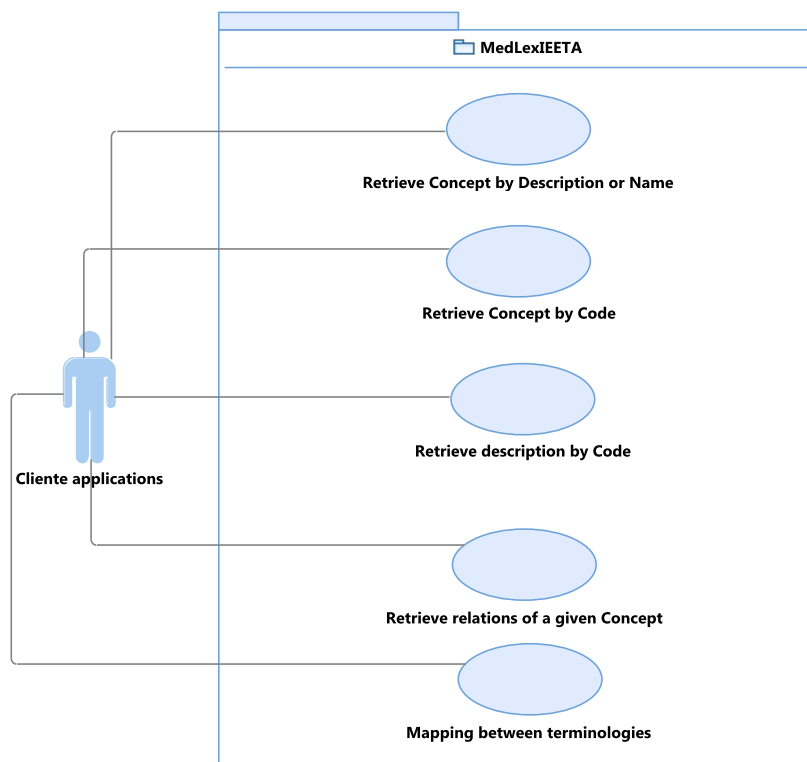 MedLexIEETA
Retrieve Concept by Description or Name
Retrieve Concept by Code
Retrieve description by Code
Cliente applications
Retrieve relations of a given Concept
Mapping between terminologies